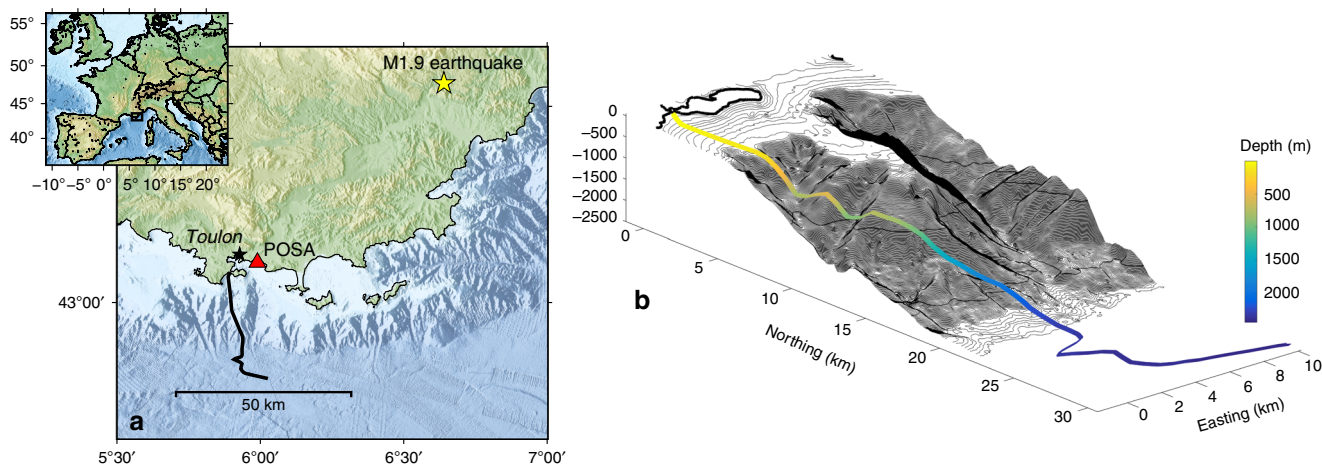 55°
50°
45°
40°
−10°−5° 0° 5° 10° 15° 20°
M1.9 earthquake
Toulon
POSA
43°00′
50 km
a
5°30′ 6°00′ 6°30′ 7°00′
0
−500
−1000
−1500
−2000
−2500
0
5
10
15
20
25
30
Northing (km)
0
2
4
6
8
10
Easting (km)
b
Depth (m)
500
1000
1500
2000